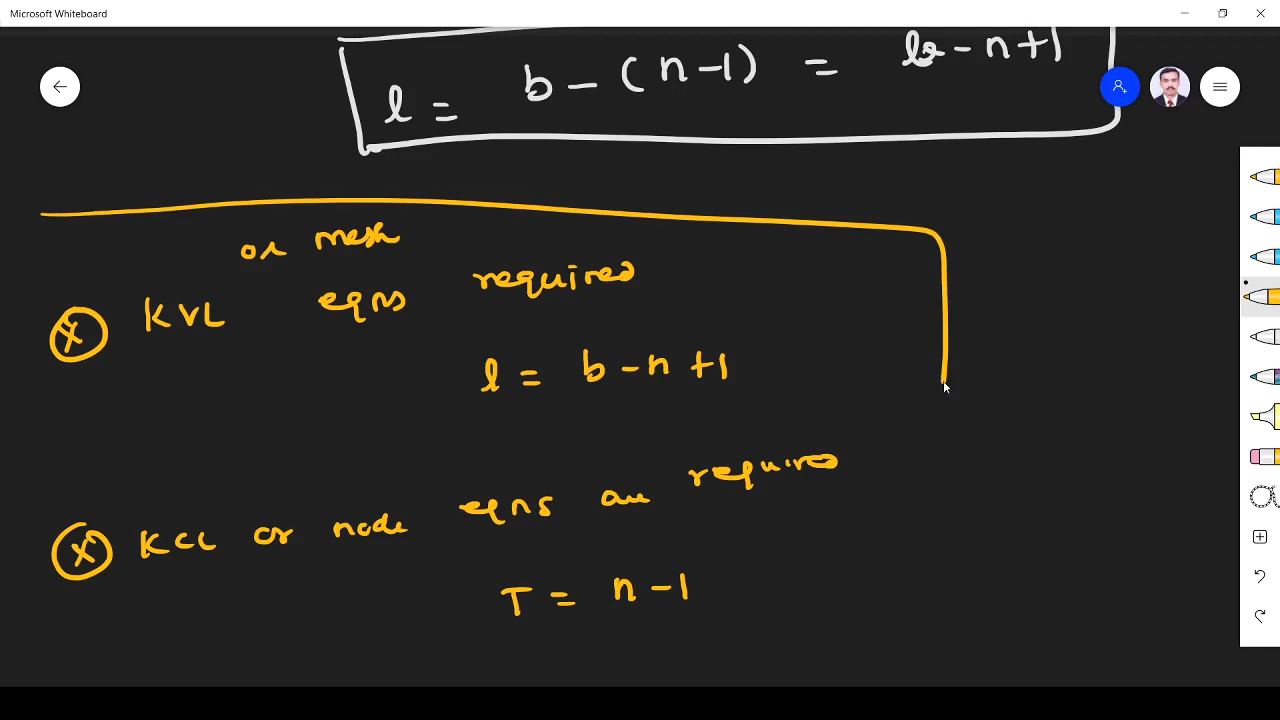 Microsoft Whiteboard
l = b - (n-1) = b - n+1
or mesh
KVL eqns required
l = b - n + 1
KCL or node eqns are required
T = n - 1